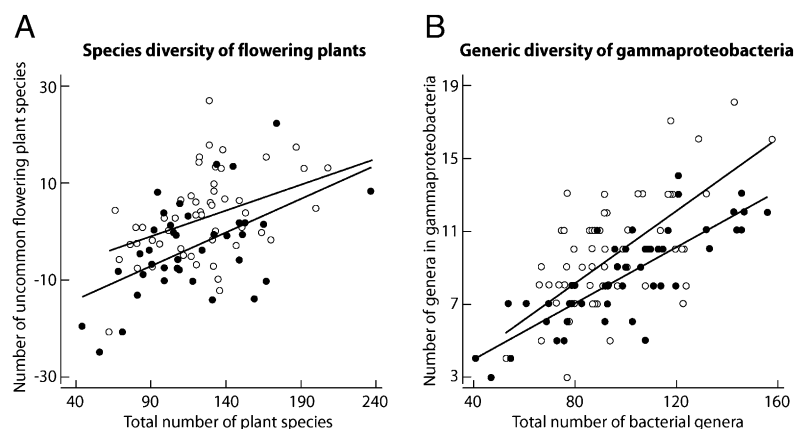 A
Species diversity of flowering plants
Number of uncommon flowering plant species
30
10
-10
-30
40 90 140 190 240
Total number of plant species
B
Generic diversity of gammaproteobacteria
Number of genera in gammaproteobacteria
19
15
11
7
3
40 80 120 160
Total number of bacterial genera